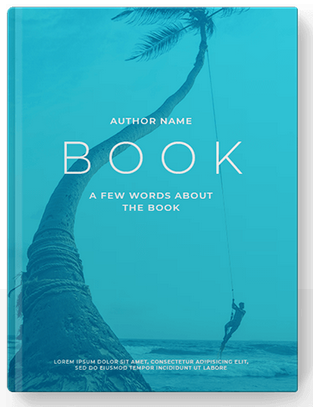 AUTHOR NAME
BOOK
A FEW WORDS ABOUT
THE BOOK
LOREM IPSUM DOLOR SIT AMET, CONSECTETUR ADIPISCING ELIT,
SED DO EIUSMOD TEMPOR INCIDIDUNT UT LABORE